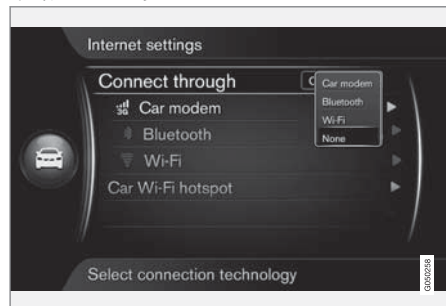 Internet settings
Connect through
Car modem
Bluetooth
Wi-Fi
None
3G Car modem
Bluetooth
Wi-Fi
Car Wi-Fi hotspot
Select connection technology
G050258